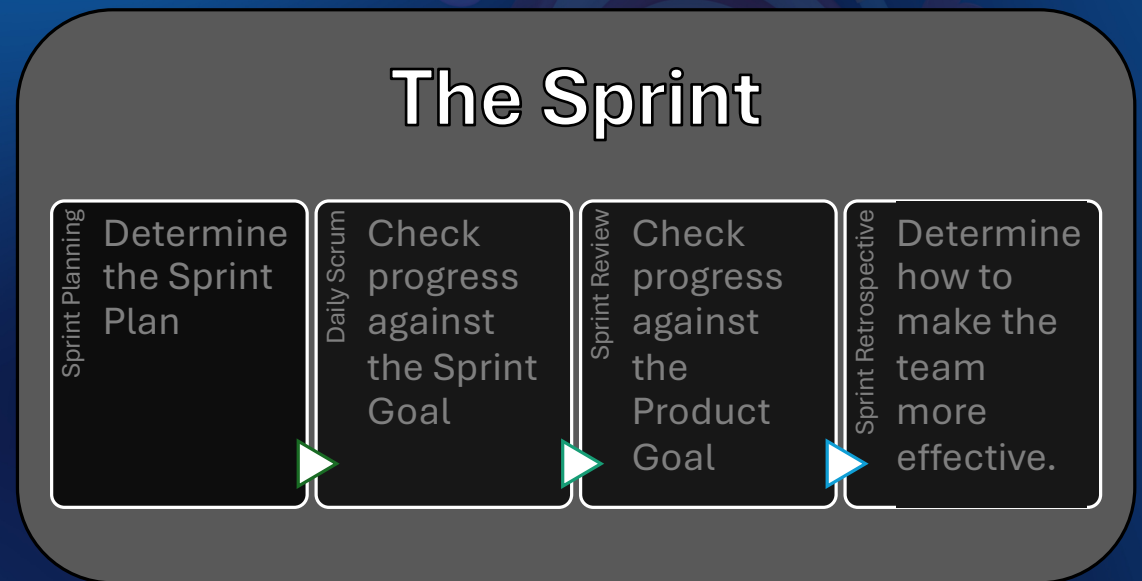 The Sprint
Sprint Planning
Determine
the Sprint
Plan
Daily Scrum
Check
progress
against
the Sprint
Goal
Sprint Review
Check
progress
against
the
Product
Goal
Sprint Retrospective
Determine
how to
make the
team
more
effective.